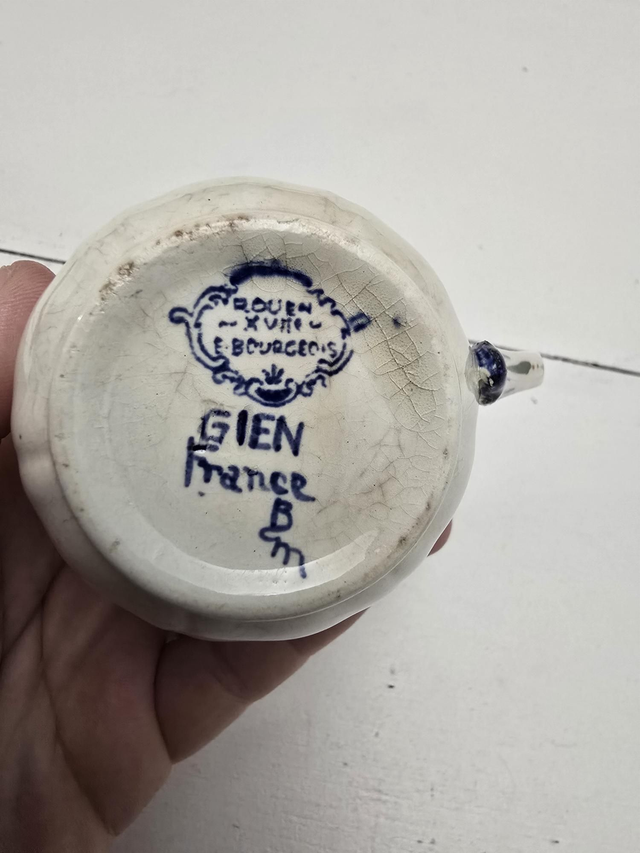 ROUEN
~ XVIII ~
E. BOURGEOIS
GIEN
France
B
m